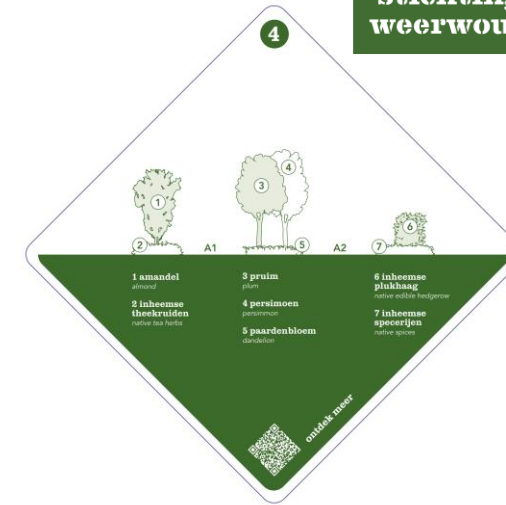 weerwou
4
4
3
1
6
2
A1
5
A2
7
1 amandel
almond
2 inheemse
theekruiden
native tea herbs
3 pruim
plum
4 persimoen
persimmon
5 paardenbloem
dandelion
6 inheemse
plukhaag
native edible hedgerow
7 inheemse
specerijen
native spices
ontdek meer